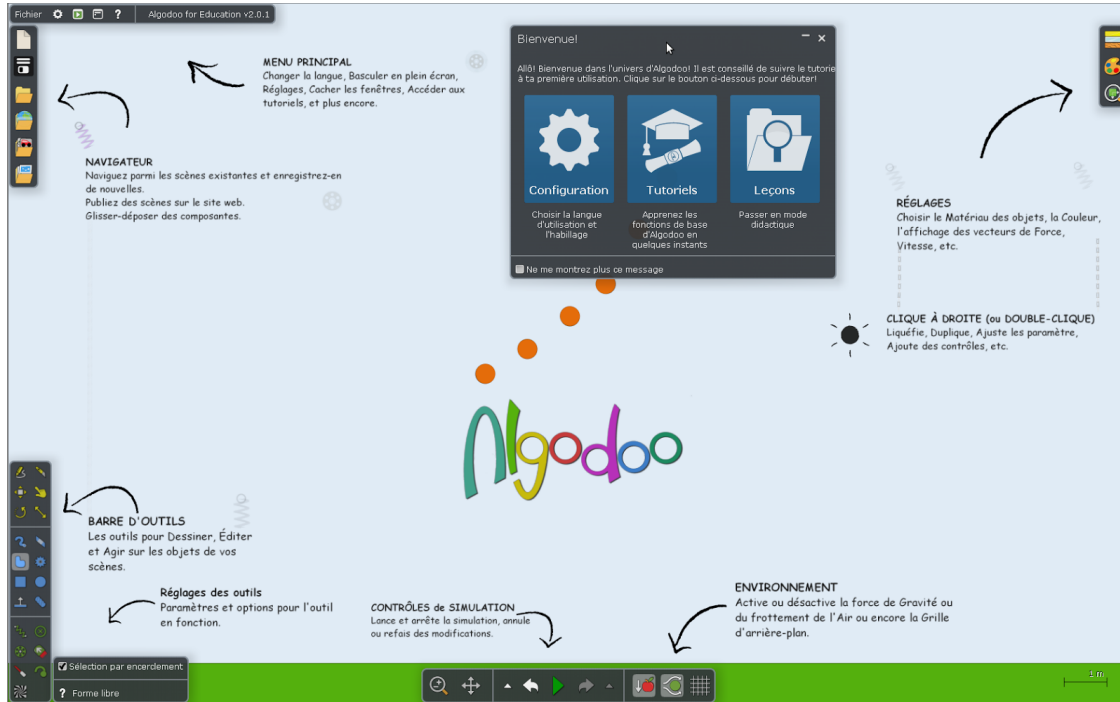 Fichier ? Algodoo for Education v2.0.1
MENU PRINCIPAL
Changer la langue, Basculer en plein écran,
Réglages, Cacher les fenêtres, Accéder aux
tutoriels, et plus encore.
Bienvenue!
Allô! Bienvenue dans l'univers d'Algodoo! Il est conseillé de suivre le tutorie
à ta première utilisation. Clique sur le bouton ci-dessous pour débuter!
Configuration
Tutoriels
Leçons
Choisir la langue
d'utilisation et
l'habillage
Apprenez les
fonctions de base
d'Algodoo en
quelques instants
Passer en mode
didactique
Ne me montrez plus ce message
NAVIGATEUR
Naviguez parmi les scènes existantes et enregistrez-en
de nouvelles.
Publiez des scènes sur le site web.
Glisser-déposer des composantes.
RÉGLAGES
Choisir le Matériau des objets, la Couleur,
l'affichage des vecteurs de Force,
Vitesse, etc.
CLIQUE À DROITE (ou DOUBLE-CLIQUE)
Liquéfie, Duplique, Ajuste les paramètre,
Ajoute des contrôles, etc.
Algodoo
BARRE D'OUTILS
Les outils pour Dessiner, Éditer
et Agir sur les objets de vos
scènes.
Réglages des outils
Paramètres et options pour l'outil
en fonction.
CONTRÔLES de SIMULATION
Lance et arrête la simulation, annule
ou refais des modifications.
ENVIRONNEMENT
Active ou désactive la force de Gravité ou
du frottement de l'Air ou encore la Grille
d'arrière-plan.
Sélection par encerclement
? Forme libre
1 m